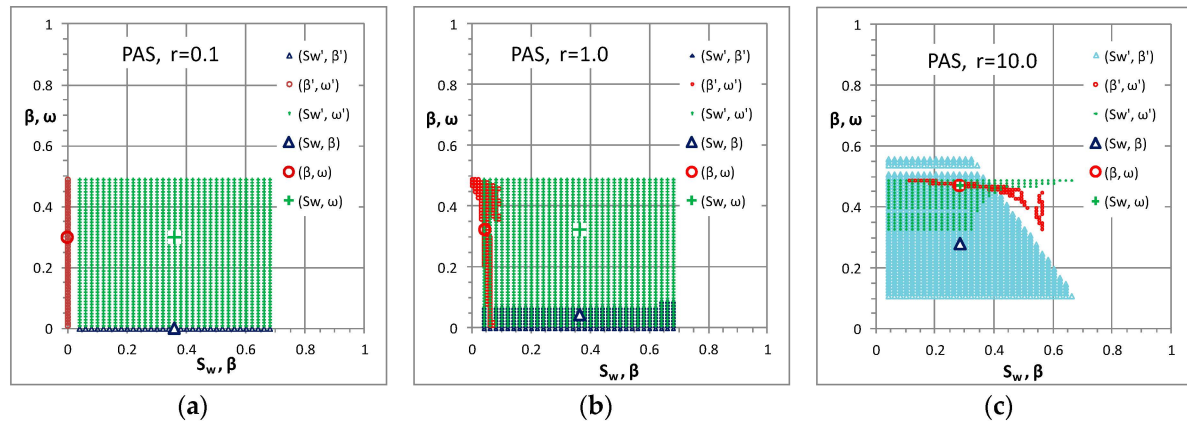 PAS, r=0.1
β, ω
1
0.8
0.6
0.4
0.2
0
0
0.2
0.4
0.6
0.8
1
Sw, β
(Sw', β')
(β', ω')
(Sw', ω')
(Sw, β)
(β, ω)
(Sw, ω)
(a)
PAS, r=1.0
β, ω
1
0.8
0.6
0.4
0.2
0
0
0.2
0.4
0.6
0.8
1
Sw, β
(Sw', β')
(β', ω')
(Sw', ω')
(Sw, β)
(β, ω)
(Sw, ω)
(b)
PAS, r=10.0
β, ω
1
0.8
0.6
0.4
0.2
0
0
0.2
0.4
0.6
0.8
1
Sw, β
(Sw', β')
(β', ω')
(Sw', ω')
(Sw, β)
(β, ω)
(Sw, ω)
(c)